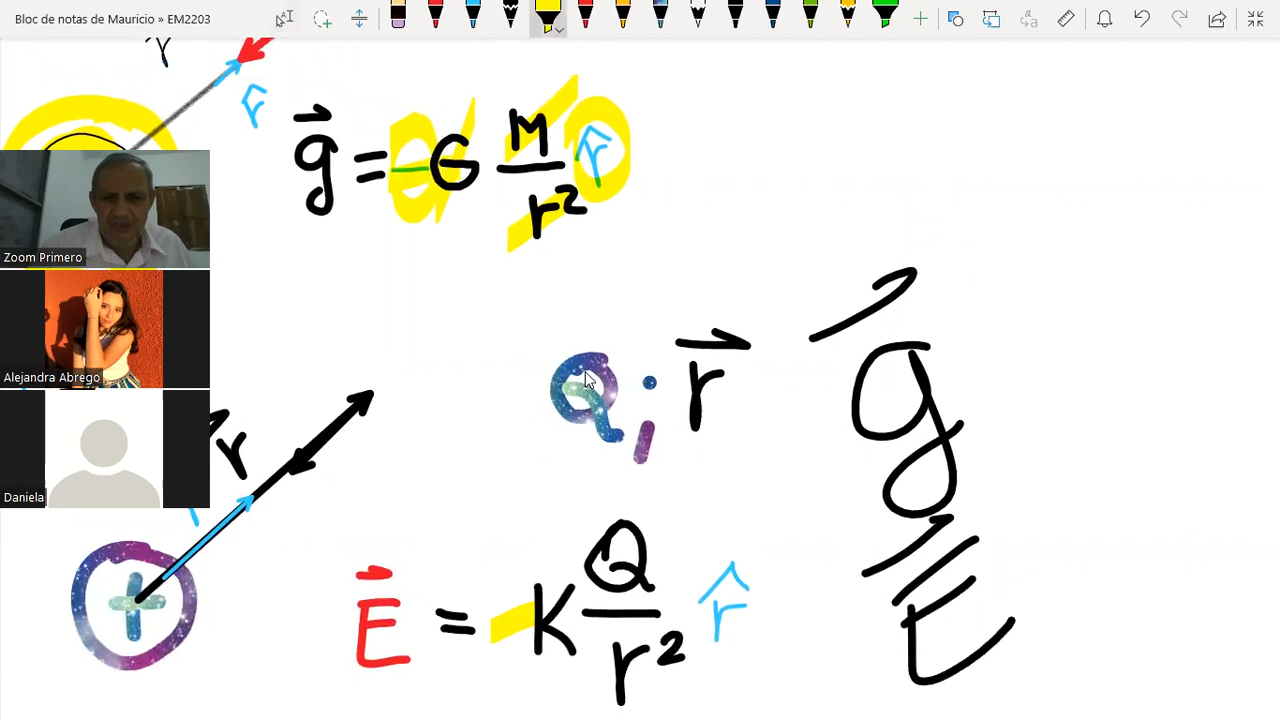 Bloc de notas de Mauricio » EM2203
r
r̂
g⃗ = -G M/r² r̂
Zoom Primero
Alejandra Abrego
Daniela
Q; r⃗
g⃗
r
+
E⃗ = K Q/r² r̂
E⃗